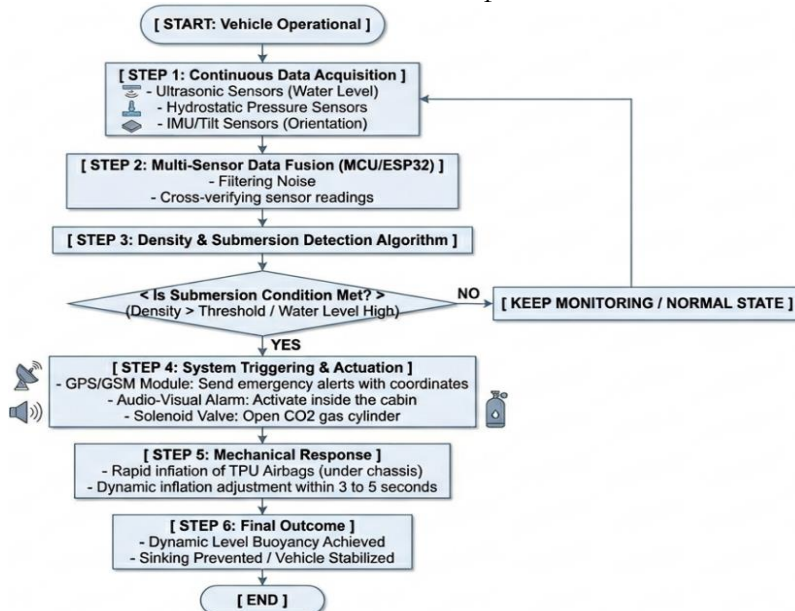 [ START: Vehicle Operational ]
[ STEP 1: Continuous Data Acquisition ]
- Ultrasonic Sensors (Water Level)
- Hydrostatic Pressure Sensors
- IMU/Tilt Sensors (Orientation)
[ STEP 2: Multi-Sensor Data Fusion (MCU/ESP32) ]
- Fiitering Noise
- Cross-verifying sensor readings
[ STEP 3: Density & Submersion Detection Algorithm ]
< Is Submersion Condition Met? >
(Density > Threshold / Water Level High)
NO
[ KEEP MONITORING / NORMAL STATE ]
YES
[ STEP 4: System Triggering & Actuation ]
- GPS/GSM Module: Send emergency alerts with coordinates
- Audio-Visual Alarm: Activate inside the cabin
- Solenoid Valve: Open CO2 gas cylinder
[ STEP 5: Mechanical Response ]
- Rapid inflation of TPU Airbags (under chassis)
- Dynamic inflation adjustment within 3 to 5 seconds
[ STEP 6: Final Outcome ]
- Dynamic Level Buoyancy Achieved
- Sinking Prevented / Vehicle Stabilized
[ END ]